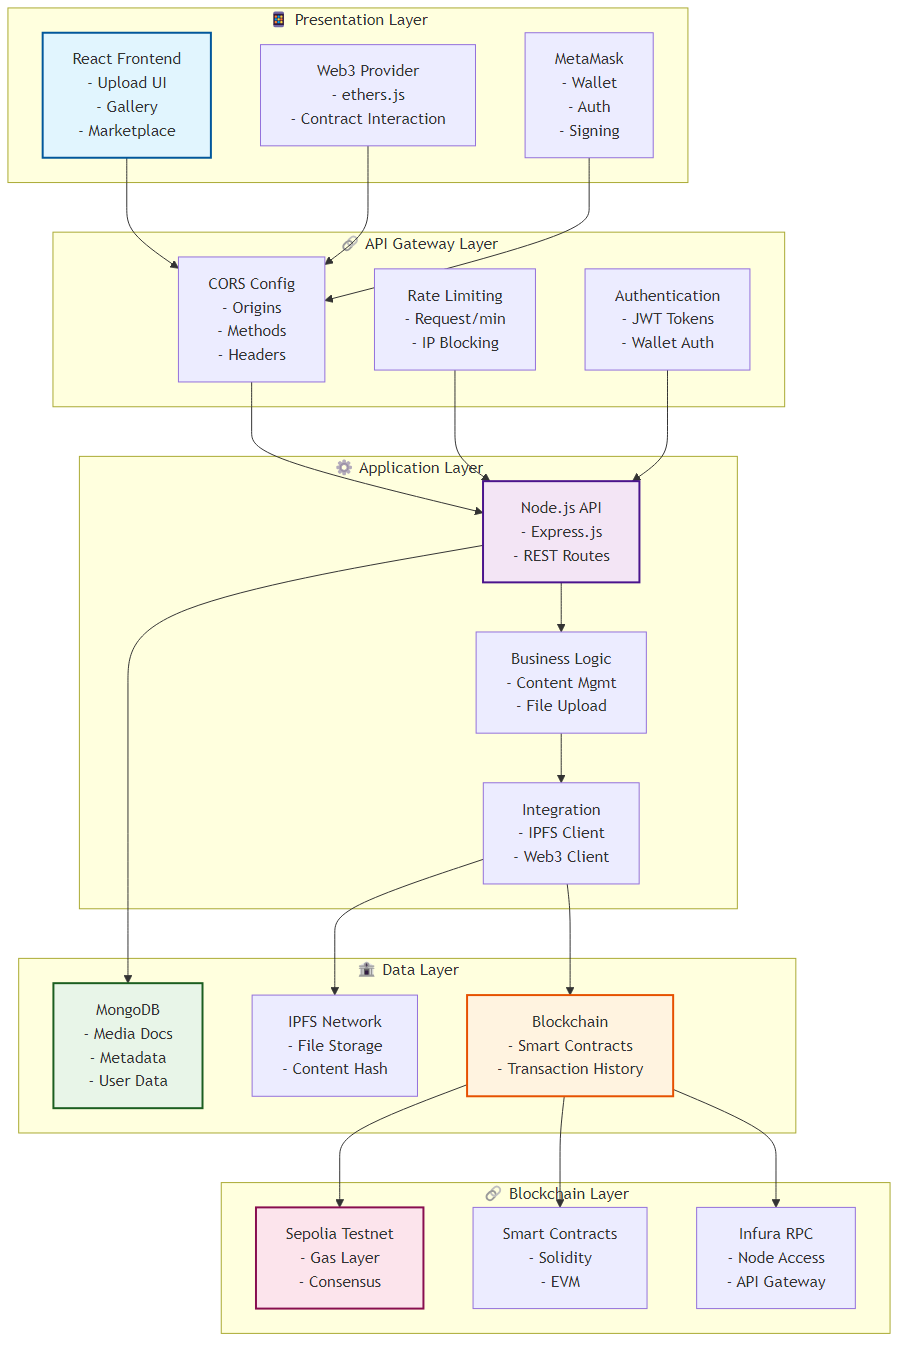 Presentation Layer
React Frontend
- Upload UI
- Gallery
- Marketplace
Web3 Provider
- ethers.js
- Contract Interaction
MetaMask
- Wallet
- Auth
- Signing
API Gateway Layer
CORS Config
- Origins
- Methods
- Headers
Rate Limiting
- Request/min
- IP Blocking
Authentication
- JWT Tokens
- Wallet Auth
Application Layer
Node.js API
- Express.js
- REST Routes
Business Logic
- Content Mgmt
- File Upload
Integration
- IPFS Client
- Web3 Client
Data Layer
MongoDB
- Media Docs
- Metadata
- User Data
IPFS Network
- File Storage
- Content Hash
Blockchain
- Smart Contracts
- Transaction History
Blockchain Layer
Sepolia Testnet
- Gas Layer
- Consensus
Smart Contracts
- Solidity
- EVM
Infura RPC
- Node Access
- API Gateway